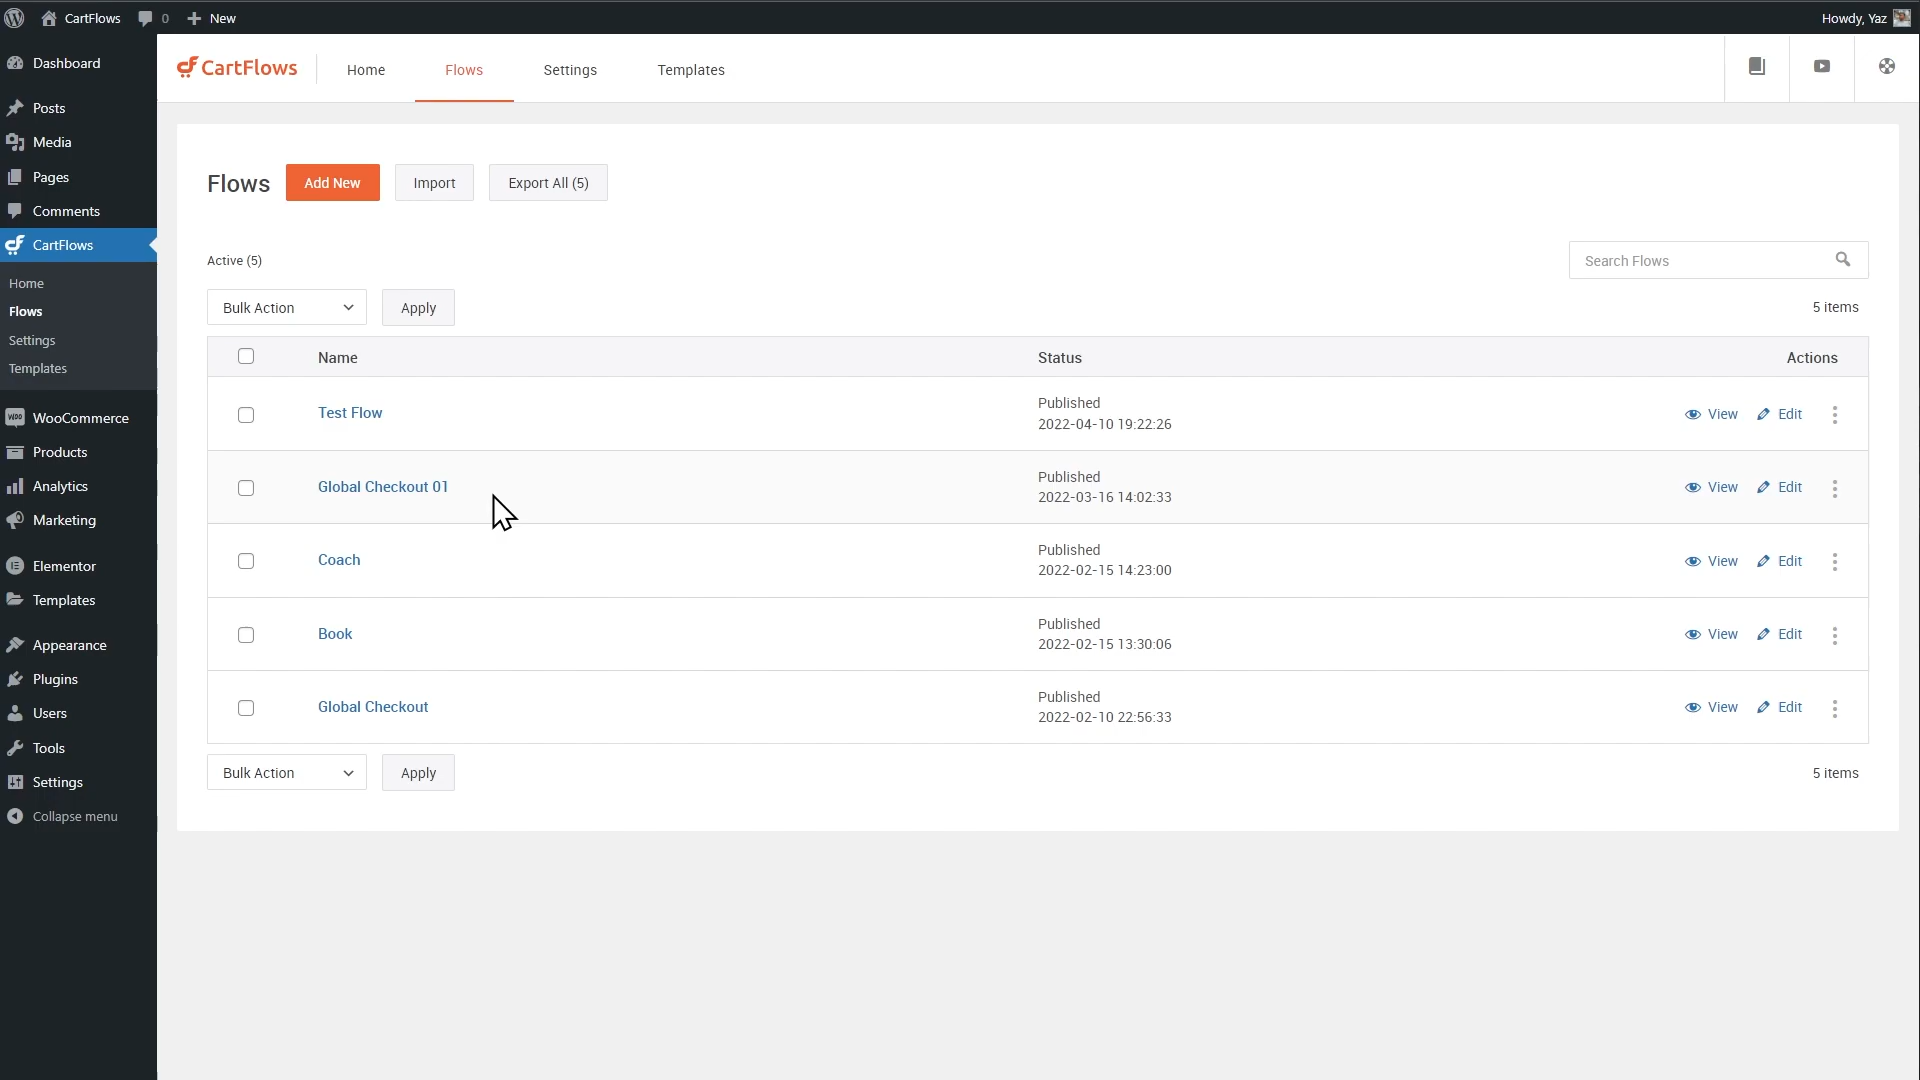 CartFlows 0 New Howdy, Yaz
Dashboard
Posts
Media
Pages
Comments
CartFlows
Home
Flows
Settings
Templates
WooCommerce
Products
Analytics
Marketing
Elementor
Templates
Appearance
Plugins
Users
Tools
Settings
Collapse menu
CartFlows Home Flows Settings Templates
Flows Add New Import Export All (5)
Active (5) Search Flows
Bulk Action Apply 5 items
Name Status Actions
Test Flow Published View Edit
2022-04-10 19:22:26
Global Checkout 01 Published View Edit
2022-03-16 14:02:33
Coach Published View Edit
2022-02-15 14:23:00
Book Published View Edit
2022-02-15 13:30:06
Global Checkout Published View Edit
2022-02-10 22:56:33
Bulk Action Apply 5 items